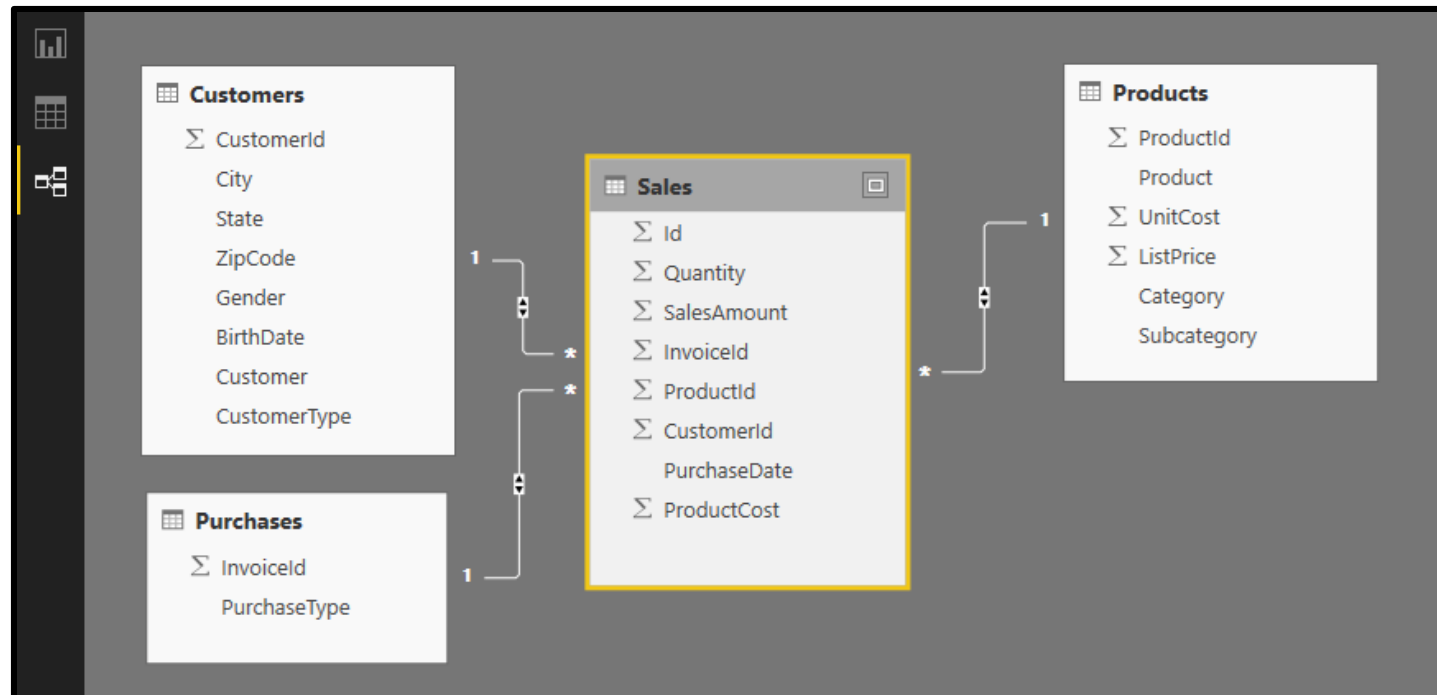 Customers
Σ CustomerId
City
State
ZipCode
Gender
BirthDate
Customer
CustomerType
Purchases
Σ InvoiceId
PurchaseType
1
*
*
1
Sales
Σ Id
Σ Quantity
Σ SalesAmount
Σ InvoiceId
Σ ProductId
Σ CustomerId
PurchaseDate
Σ ProductCost
*
1
Products
Σ ProductId
Product
Σ UnitCost
Σ ListPrice
Category
Subcategory